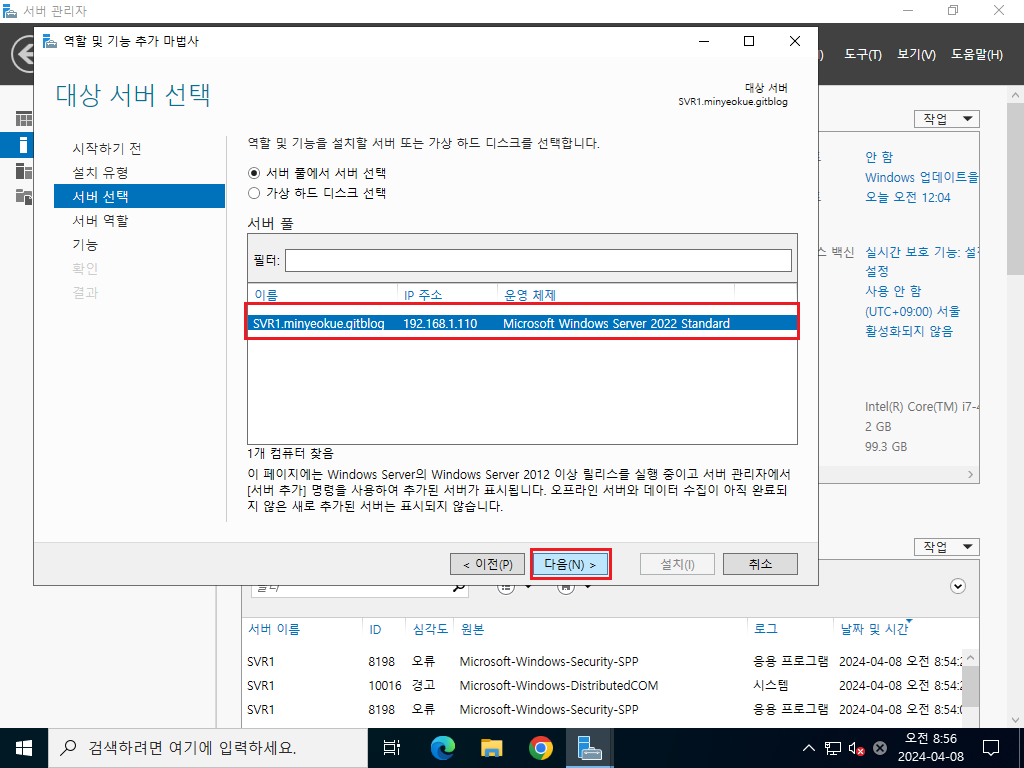 서버 관리자
도구(T) 보기(V) 도움말(H)
역할 및 기능 추가 마법사
대상 서버 선택
대상 서버
SVR1.minyeokue.gitblog
시작하기 전
설치 유형
서버 선택
서버 역할
기능
확인
결과
역할 및 기능을 설치할 서버 또는 가상 하드 디스크를 선택합니다.
서버 풀에서 서버 선택
가상 하드 디스크 선택
서버 풀
필터:
이름 IP 주소 운영 체제
SVR1.minyeokue.gitblog 192.168.1.110 Microsoft Windows Server 2022 Standard
1개 컴퓨터 찾음
이 페이지에는 Windows Server의 Windows Server 2012 이상 릴리스를 실행 중이고 서버 관리자에서
[서버 추가] 명령을 사용하여 추가된 서버가 표시됩니다. 오프라인 서버와 데이터 수집이 아직 완료되
지 않은 새로 추가된 서버는 표시되지 않습니다.
< 이전(P) 다음(N) > 설치(I) 취소
작업
안 함
Windows 업데이트을
오늘 오전 12:04
스 백신 실시간 보호 기능: 설정
설정
사용 안 함
(UTC+09:00) 서울
활성화되지 않음
Intel(R) Core(TM) i7-4
2 GB
99.3 GB
작업
필터
서버 이름 ID 심각도 원본 로그 날짜 및 시간
SVR1 8198 오류 Microsoft-Windows-Security-SPP 응용 프로그램 2024-04-08 오전 8:54:2
SVR1 10016 경고 Microsoft-Windows-DistributedCOM 시스템 2024-04-08 오전 8:54:2
SVR1 8198 오류 Microsoft-Windows-Security-SPP 응용 프로그램 2024-04-08 오전 8:54:0
검색하려면 여기에 입력하세요.
오전 8:56
2024-04-08